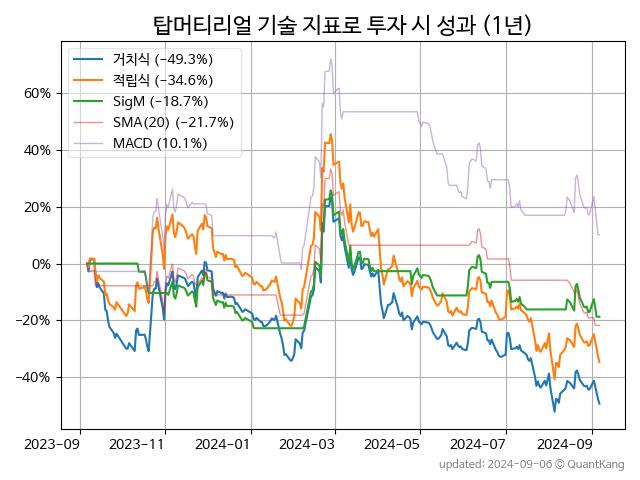 탑머티리얼 기술 지표로 투자 시 성과 (1년)
거치식 (−49.3%)
적립식 (−34.6%)
SigM (−18.7%)
SMA(20) (−21.7%)
MACD (10.1%)
60%
40%
20%
0%
−20%
−40%
2023-09 2023-11 2024-01 2024-03 2024-05 2024-07 2024-09
updated: 2024-09-06 © QuantKang